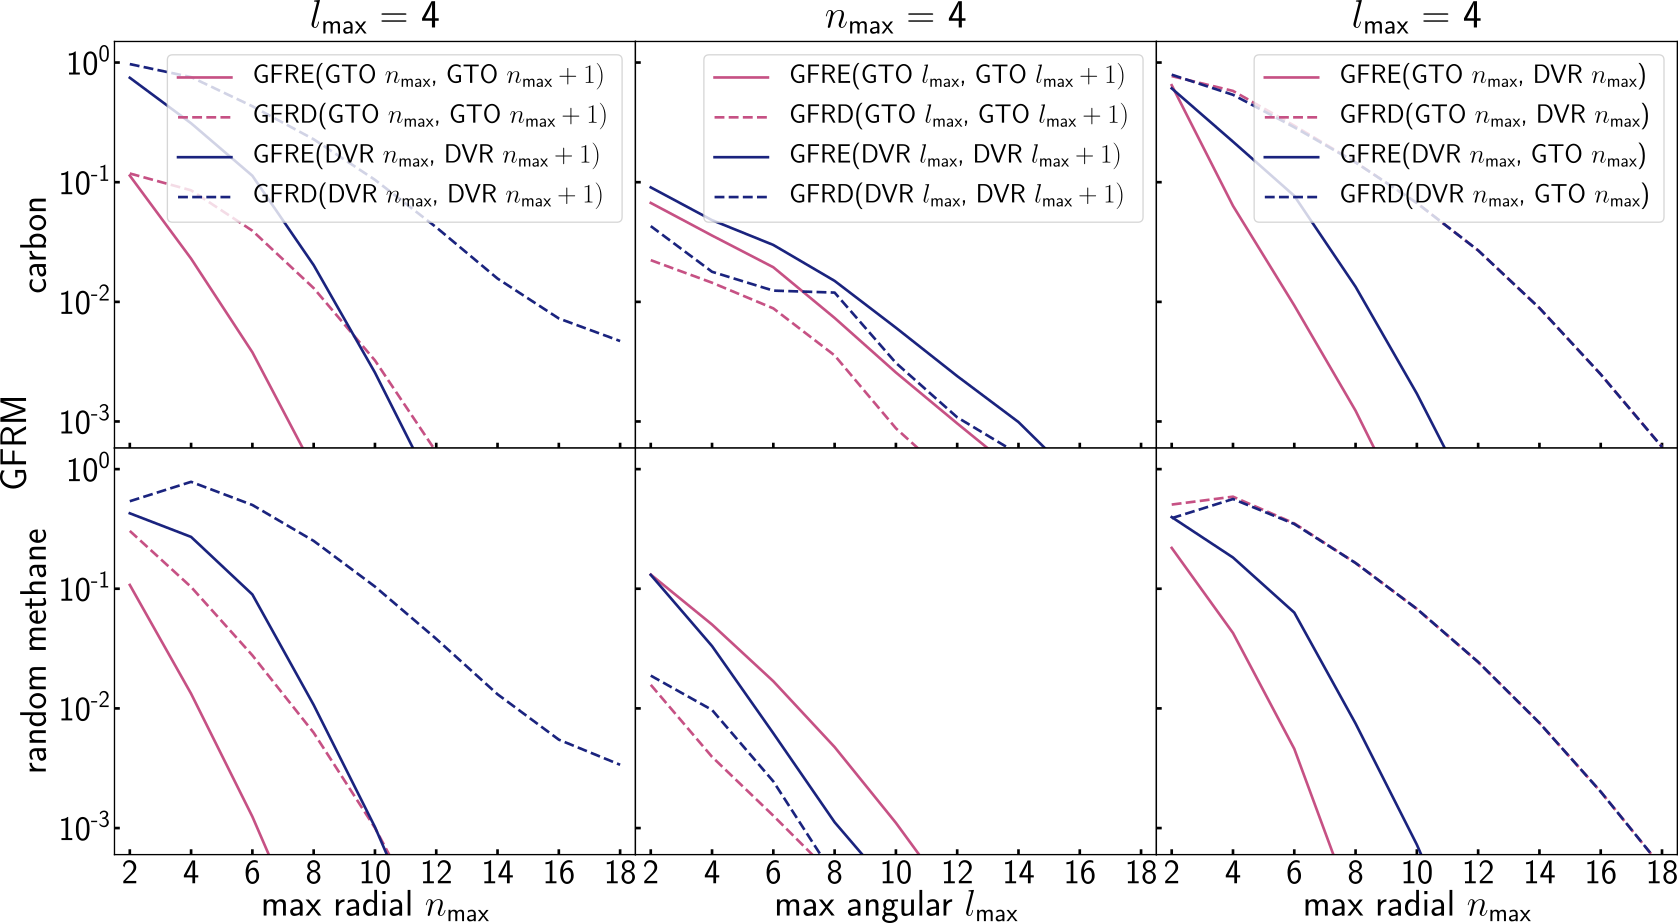 l_max = 4
n_max = 4
l_max = 4
GFRM
carbon
10^0
10^-1
10^-2
10^-3
GFRE(GTO n_max, GTO n_max + 1)
GFRD(GTO n_max, GTO n_max + 1)
GFRE(DVR n_max, DVR n_max + 1)
GFRD(DVR n_max, DVR n_max + 1)
GFRE(GTO l_max, GTO l_max + 1)
GFRD(GTO l_max, GTO l_max + 1)
GFRE(DVR l_max, DVR l_max + 1)
GFRD(DVR l_max, DVR l_max + 1)
GFRE(GTO n_max, DVR n_max)
GFRD(GTO n_max, DVR n_max)
GFRE(DVR n_max, GTO n_max)
GFRD(DVR n_max, GTO n_max)
random methane
10^0
10^-1
10^-2
10^-3
2 4 6 8 10 12 14 16 18
2 4 6 8 10 12 14 16
2 4 6 8 10 12 14 16 18
max radial n_max
max angular l_max
max radial n_max